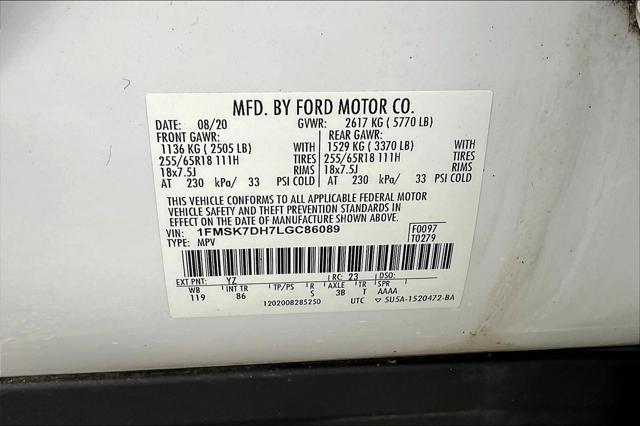 MFD. BY FORD MOTOR CO.
DATE: 08/20 GVWR: 2617 KG ( 5770 LB)
FRONT GAWR: REAR GAWR:
1136 KG ( 2505 LB) WITH 1529 KG ( 3370 LB) WITH
255/65R18 111H TIRES 255/65R18 111H TIRES
18x7.5J RIMS 18x7.5J RIMS
AT 230 kPa/ 33 PSI COLD AT 230 kPa/ 33 PSI COLD
THIS VEHICLE CONFORMS TO ALL APPLICABLE FEDERAL MOTOR
VEHICLE SAFETY STANDARDS IN EFFECT ON THE DATE OF
MANUFACTURE SHOWN ABOVE.
VIN: 1FMSK7DH7LGC86089 F0097
TYPE: MPV T0279
EXT PNT: YZ RC: 23 DSO:
WB INT TR TP/PS R AXLE TR SPR
119 86 S 3B T AAAA
1202008285250 UTC ▽ 5U5A-1520472-BA